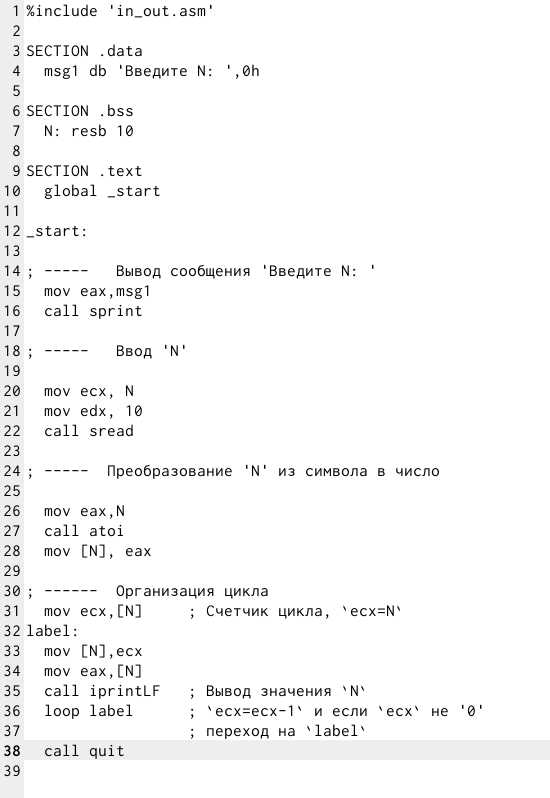 1 %include 'in_out.asm'
2
3 SECTION .data
4   msg1 db 'Введите N: ',0h
5
6 SECTION .bss
7   N: resb 10
8
9 SECTION .text
10   global _start
11
12 _start:
13
14 ; -----   Вывод сообщения 'Введите N: '
15   mov eax,msg1
16   call sprint
17
18 ; -----   Ввод 'N'
19
20   mov ecx, N
21   mov edx, 10
22   call sread
23
24 ; -----  Преобразование 'N' из символа в число
25
26   mov eax,N
27   call atoi
28   mov [N], eax
29
30 ; ------  Организация цикла
31   mov ecx,[N]     ; Счетчик цикла, `ecx=N`
32 label:
33   mov [N],ecx
34   mov eax,[N]
35   call iprintLF   ; Вывод значения `N`
36   loop label      ; `ecx=ecx-1` и если `ecx` не '0'
37                   ; переход на `label`
38   call quit
39